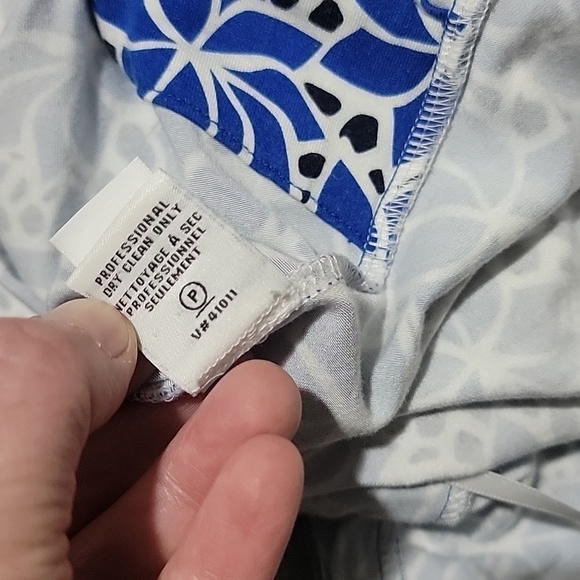 PROFESSIONAL
DRY CLEAN ONLY
NETTOYAGE À SEC
PROFESSIONNEL
SEULEMENT
P
V#41011